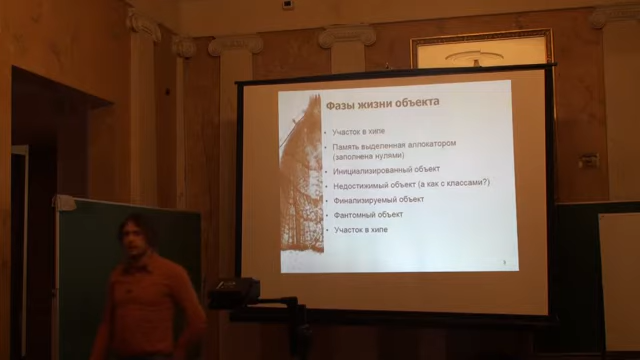 Фазы жизни объекта
• Участок в хипе
• Память выделенная аллокатором
(заполнена нулями)
• Инициализированный объект
• Недостижимый объект (а как с классами?)
• Финализируемый объект
• Фантомный объект
• Участок в хипе